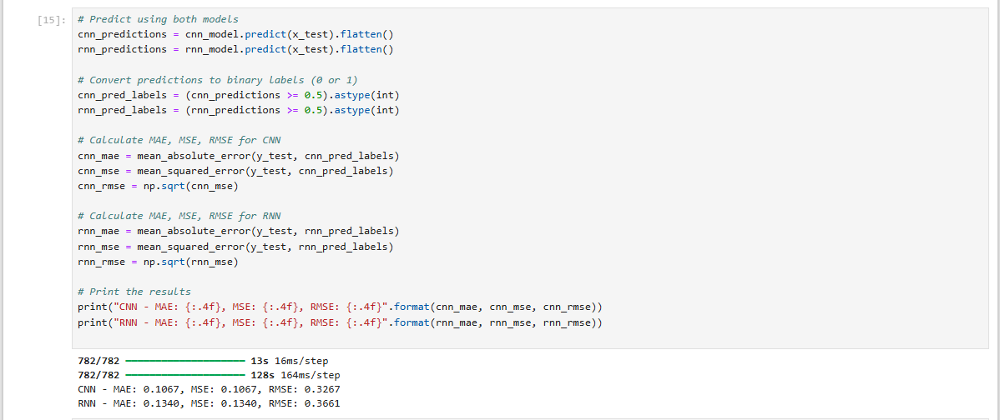 [15]:
# Predict using both models
cnn_predictions = cnn_model.predict(x_test).flatten()
rnn_predictions = rnn_model.predict(x_test).flatten()
# Convert predictions to binary labels (0 or 1)
cnn_pred_labels = (cnn_predictions >= 0.5).astype(int)
rnn_pred_labels = (rnn_predictions >= 0.5).astype(int)
# Calculate MAE, MSE, RMSE for CNN
cnn_mae = mean_absolute_error(y_test, cnn_pred_labels)
cnn_mse = mean_squared_error(y_test, cnn_pred_labels)
cnn_rmse = np.sqrt(cnn_mse)
# Calculate MAE, MSE, RMSE for RNN
rnn_mae = mean_absolute_error(y_test, rnn_pred_labels)
rnn_mse = mean_squared_error(y_test, rnn_pred_labels)
rnn_rmse = np.sqrt(rnn_mse)
# Print the results
print("CNN - MAE: {:.4f}, MSE: {:.4f}, RMSE: {:.4f}".format(cnn_mae, cnn_mse, cnn_rmse))
print("RNN - MAE: {:.4f}, MSE: {:.4f}, RMSE: {:.4f}".format(rnn_mae, rnn_mse, rnn_rmse))
782/782 ━━━━━━━━━━━━━━━━━━━━ 13s 16ms/step
782/782 ━━━━━━━━━━━━━━━━━━━━ 128s 164ms/step
CNN - MAE: 0.1067, MSE: 0.1067, RMSE: 0.3267
RNN - MAE: 0.1340, MSE: 0.1340, RMSE: 0.3661